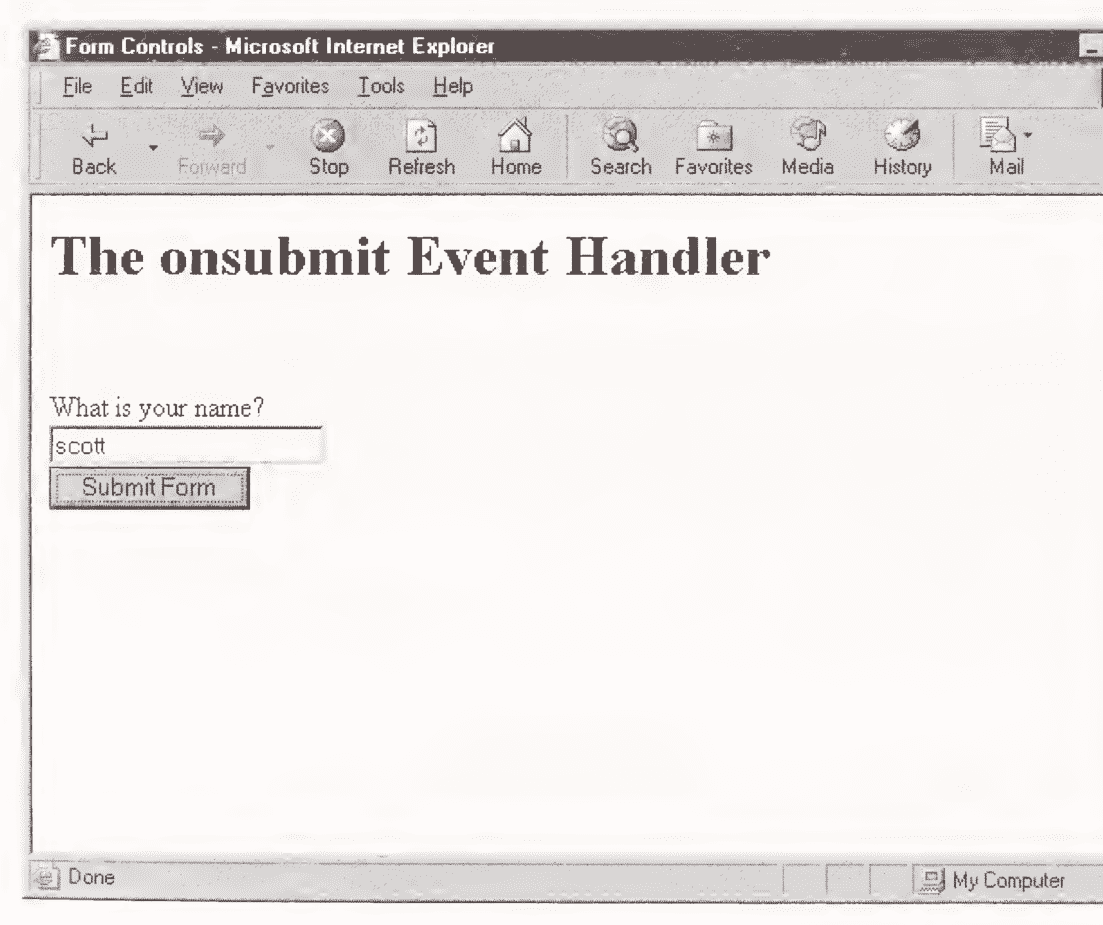 Form Controls - Microsoft Internet Explorer
File Edit View Favorites Tools Help
Back Forward Stop Refresh Home Search Favorites Media History Mail
The onsubmit Event Handler
What is your name?
scott
Submit Form
Done My Computer